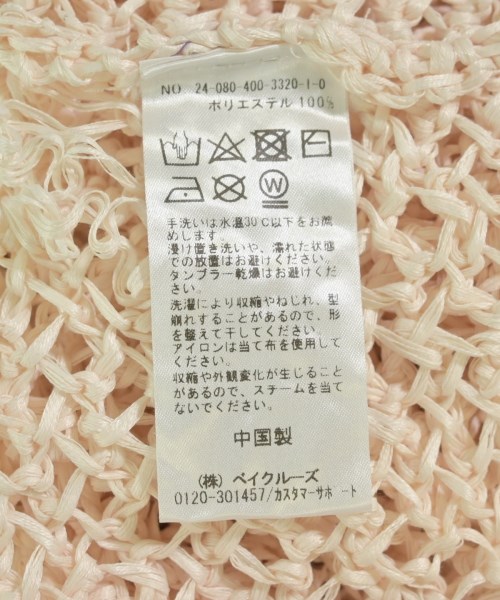 NO 24-080-400-3320-1-0
ポリエステル 100%
手洗いは水温30℃以下をお薦
めします。
浸け置き洗いや、濡れた状態
での放置はお避けください。
タンブラー乾燥はお避けくださ
い。
洗濯により収縮やねじれ、型
崩れすることがあるので、形
を整えて干してください。
アイロンは当て布を使用して
ください。
収縮や外観変化が生じること
があるので、スチームを当て
ないでください。
中国製
(株) ベイクルーズ
0120-301457/カスタマーサポート